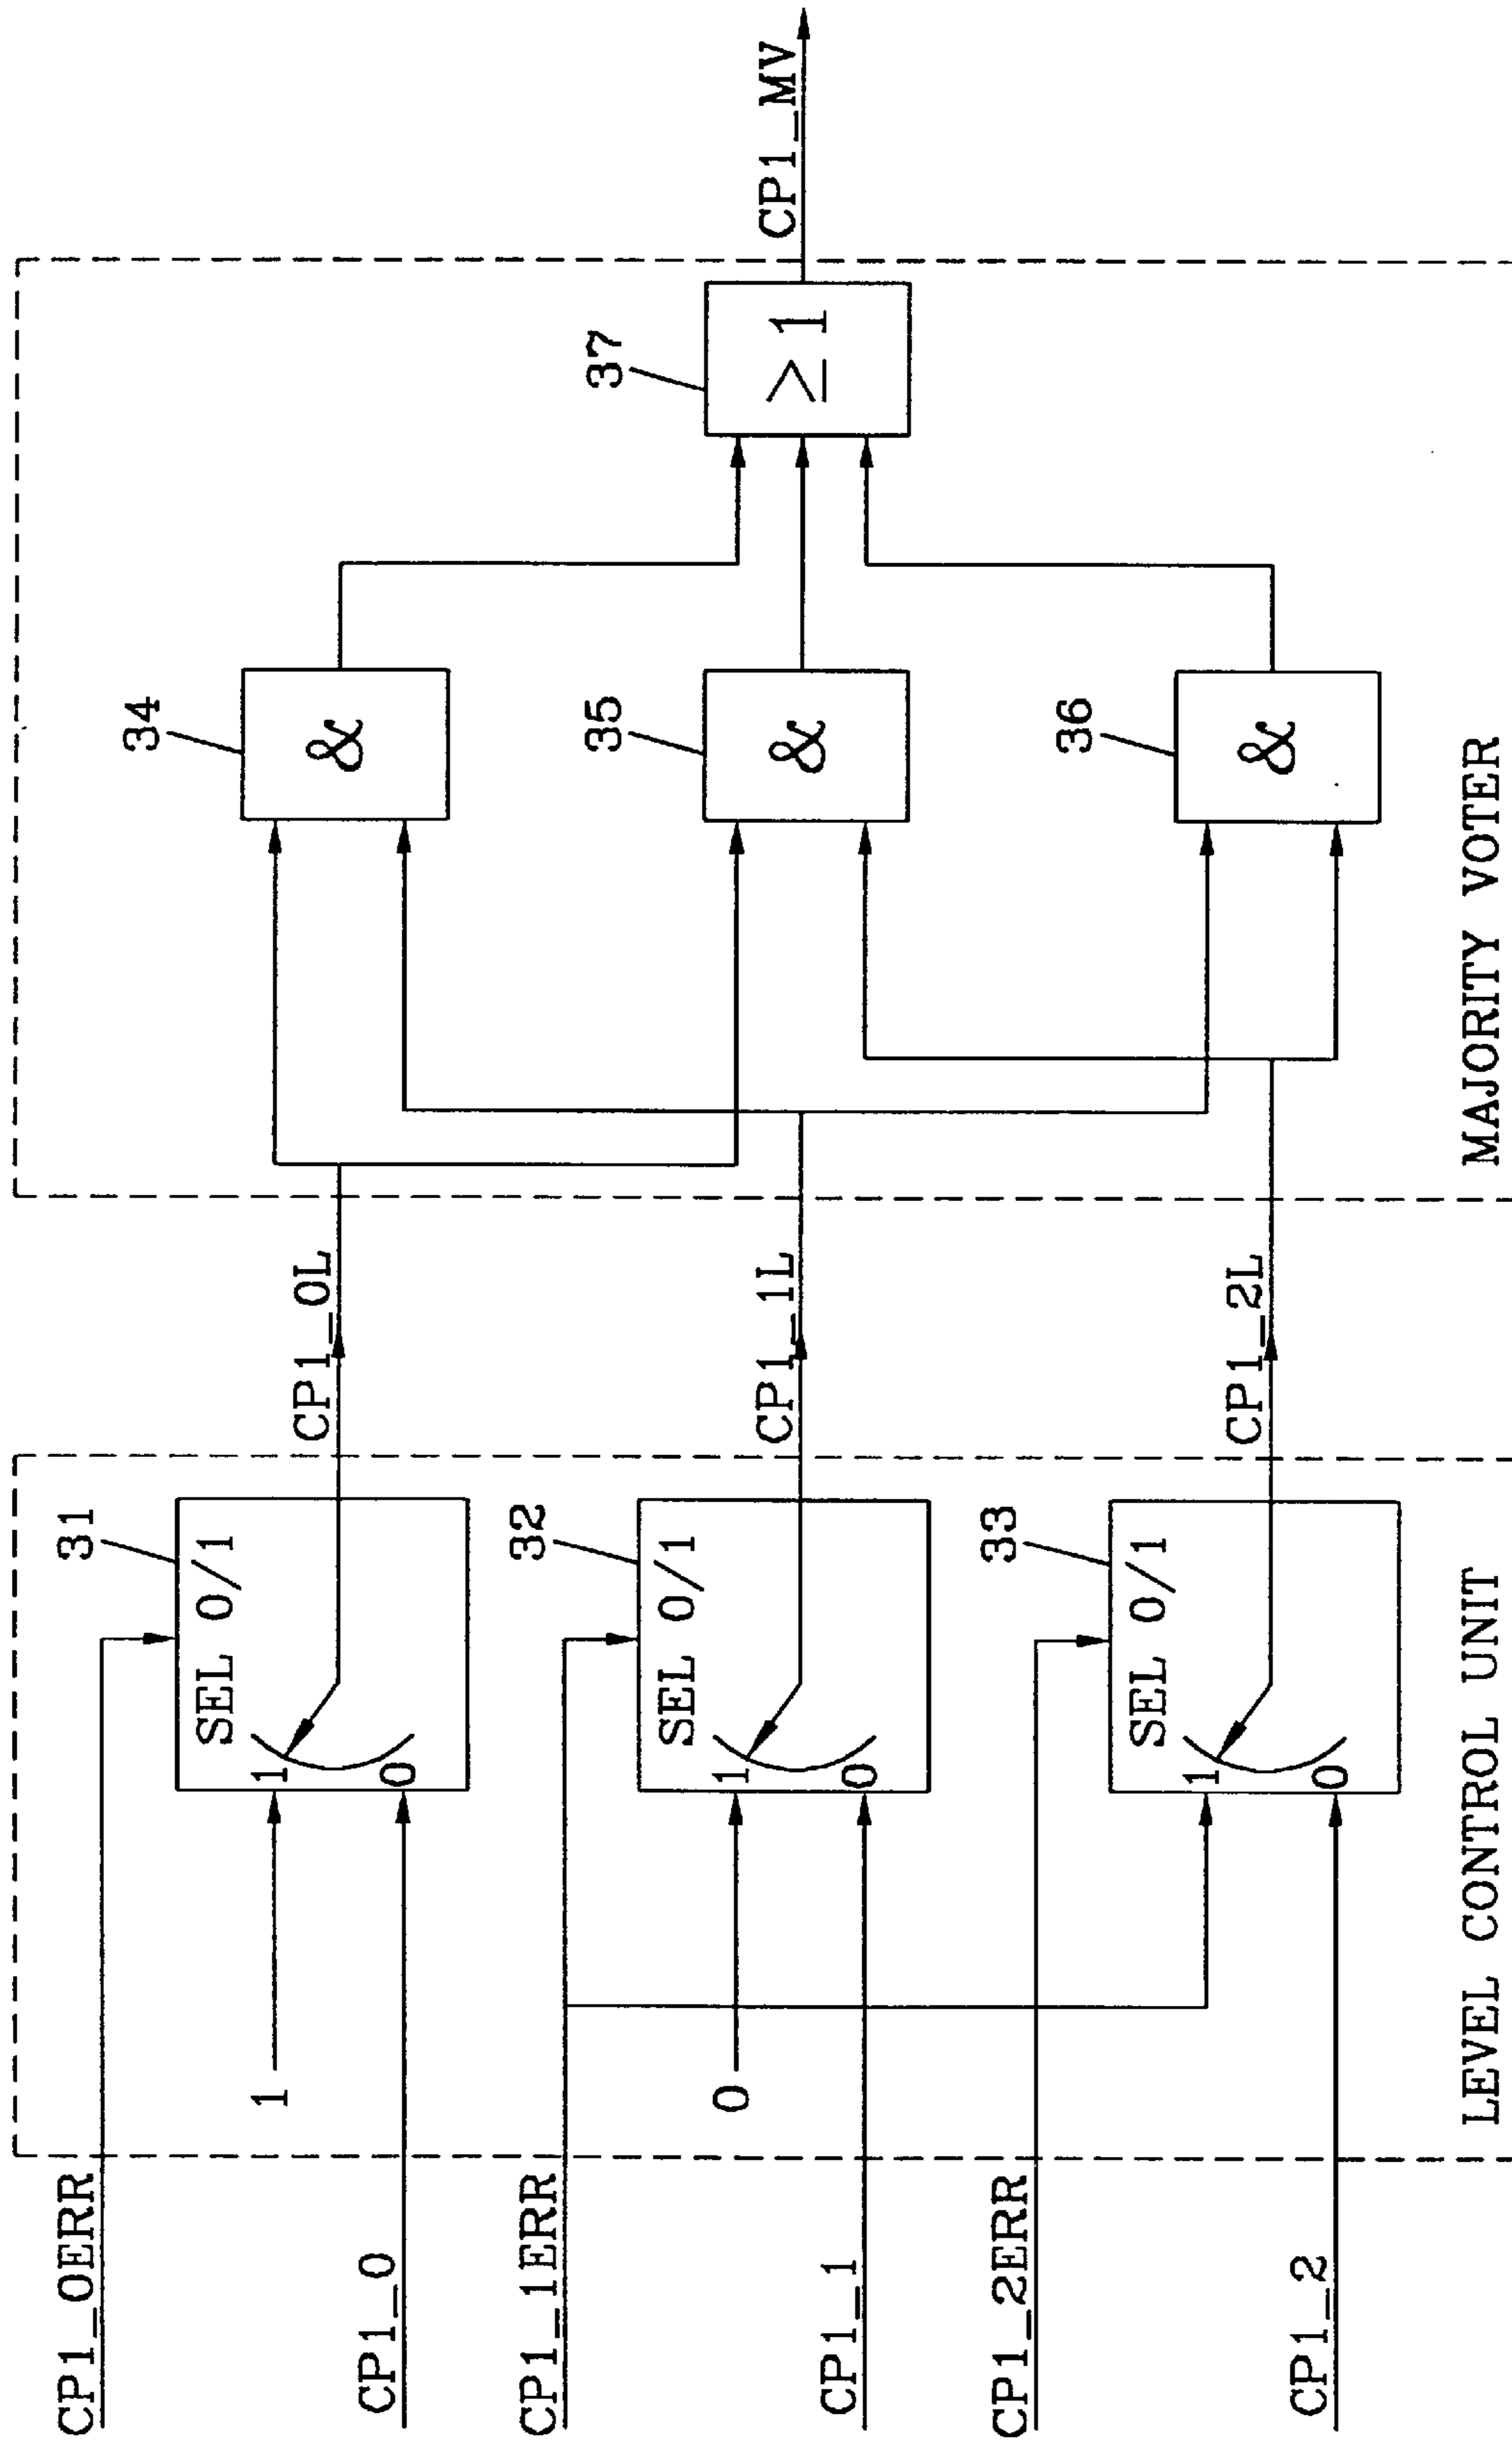 CP1_0ERR
CP1_0
CP1_1ERR
CP1_1
CP1_2ERR
CP1_2
1
0
31
SEL 0/1
1
0
32
SEL 0/1
1
0
33
SEL 0/1
1
0
LEVEL CONTROL UNIT
CP1_0L
CP1_1L
CP1_2L
34
&
35
&
36
&
37
≥1
MAJORITY VOTER
CP1_MV